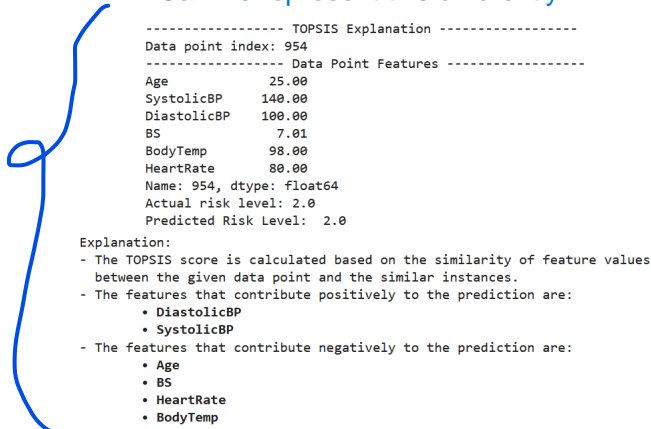 ------------------ TOPSIS Explanation ------------------
Data point index: 954
------------------ Data Point Features ------------------
Age 25.00
SystolicBP 140.00
DiastolicBP 100.00
BS 7.01
BodyTemp 98.00
HeartRate 80.00
Name: 954, dtype: float64
Actual risk level: 2.0
Predicted Risk Level:  2.0
Explanation:
- The TOPSIS score is calculated based on the similarity of feature values
between the given data point and the similar instances.
- The features that contribute positively to the prediction are:
• DiastolicBP
• SystolicBP
- The features that contribute negatively to the prediction are:
• Age
• BS
• HeartRate
• BodyTemp